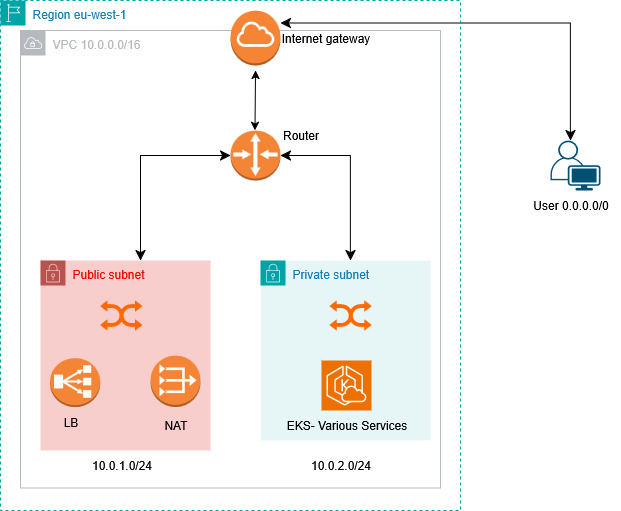 Region eu-west-1
VPC 10.0.0.0/16
Internet gateway
Router
User 0.0.0.0/0
Public subnet
Private subnet
LB
NAT
K
EKS- Various Services
10.0.1.0/24
10.0.2.0/24